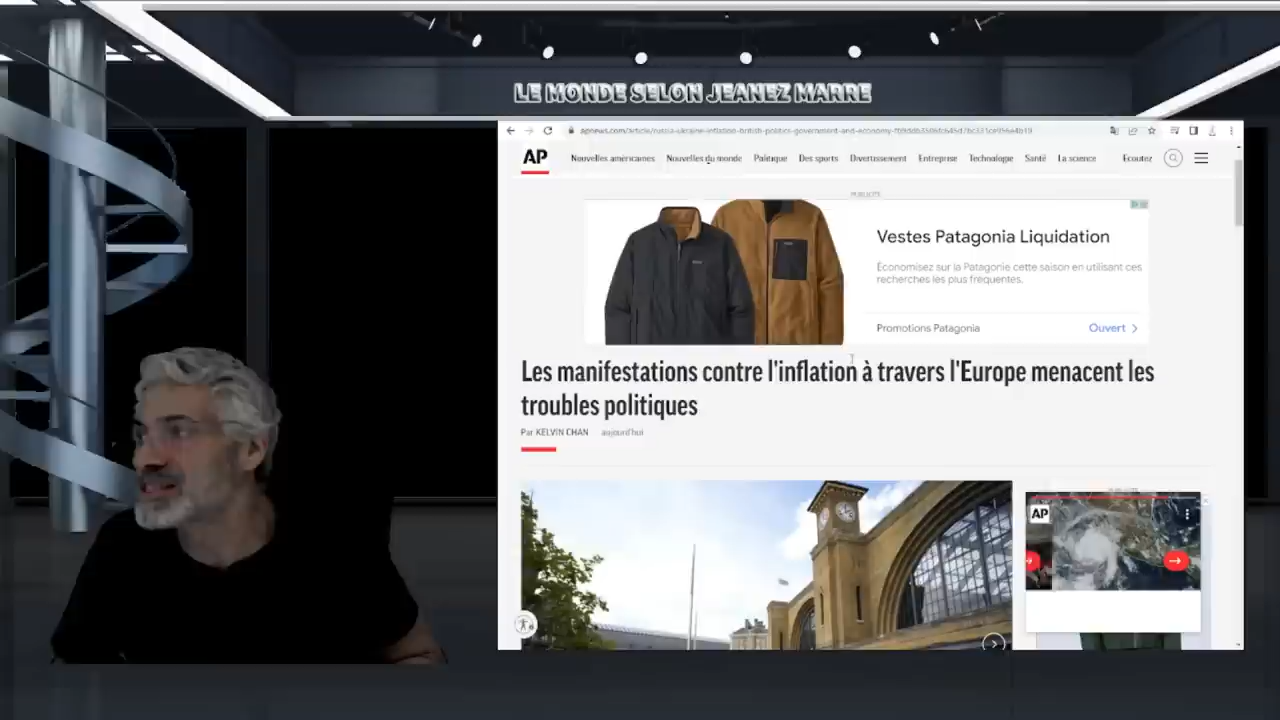 LE MONDE SELON JEANEZ MARRE
AP
Nouvelles américaines Nouvelles du monde Politique Des sports Divertissement Entreprise Technologie Santé La science Écoutez
PUBLICITÉ
Vestes Patagonia Liquidation
Économisez sur la Patagonie cette saison en utilisant ces
recherches les plus fréquentes.
Promotions Patagonia Ouvert
Les manifestations contre l'inflation à travers l'Europe menacent les
troubles politiques
Par KELVIN CHAN aujourd'hui
AP